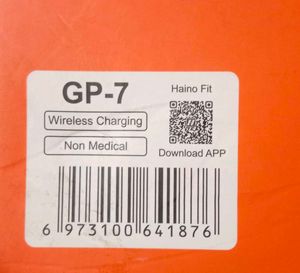 GP-7
Wireless Charging
Non Medical
Haino Fit
Download APP
6 973100 641876